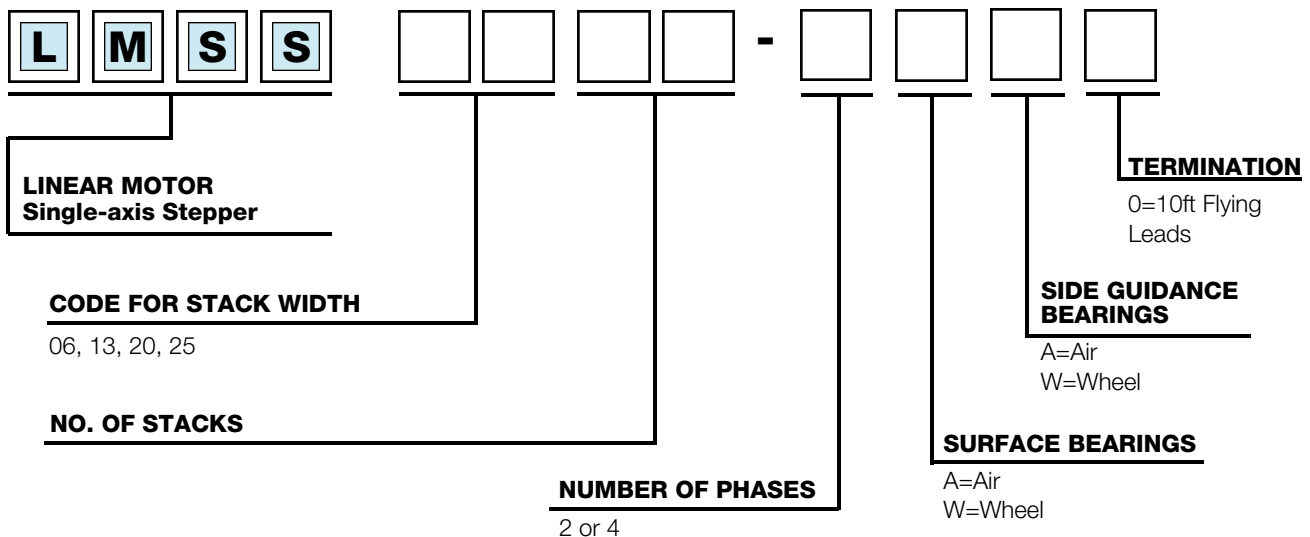 L M S S -
LINEAR MOTOR
Single-axis Stepper
TERMINATION
0=10ft Flying
Leads
CODE FOR STACK WIDTH
06, 13, 20, 25
SIDE GUIDANCE
BEARINGS
A=Air
W=Wheel
NO. OF STACKS
SURFACE BEARINGS
A=Air
W=Wheel
NUMBER OF PHASES
2 or 4